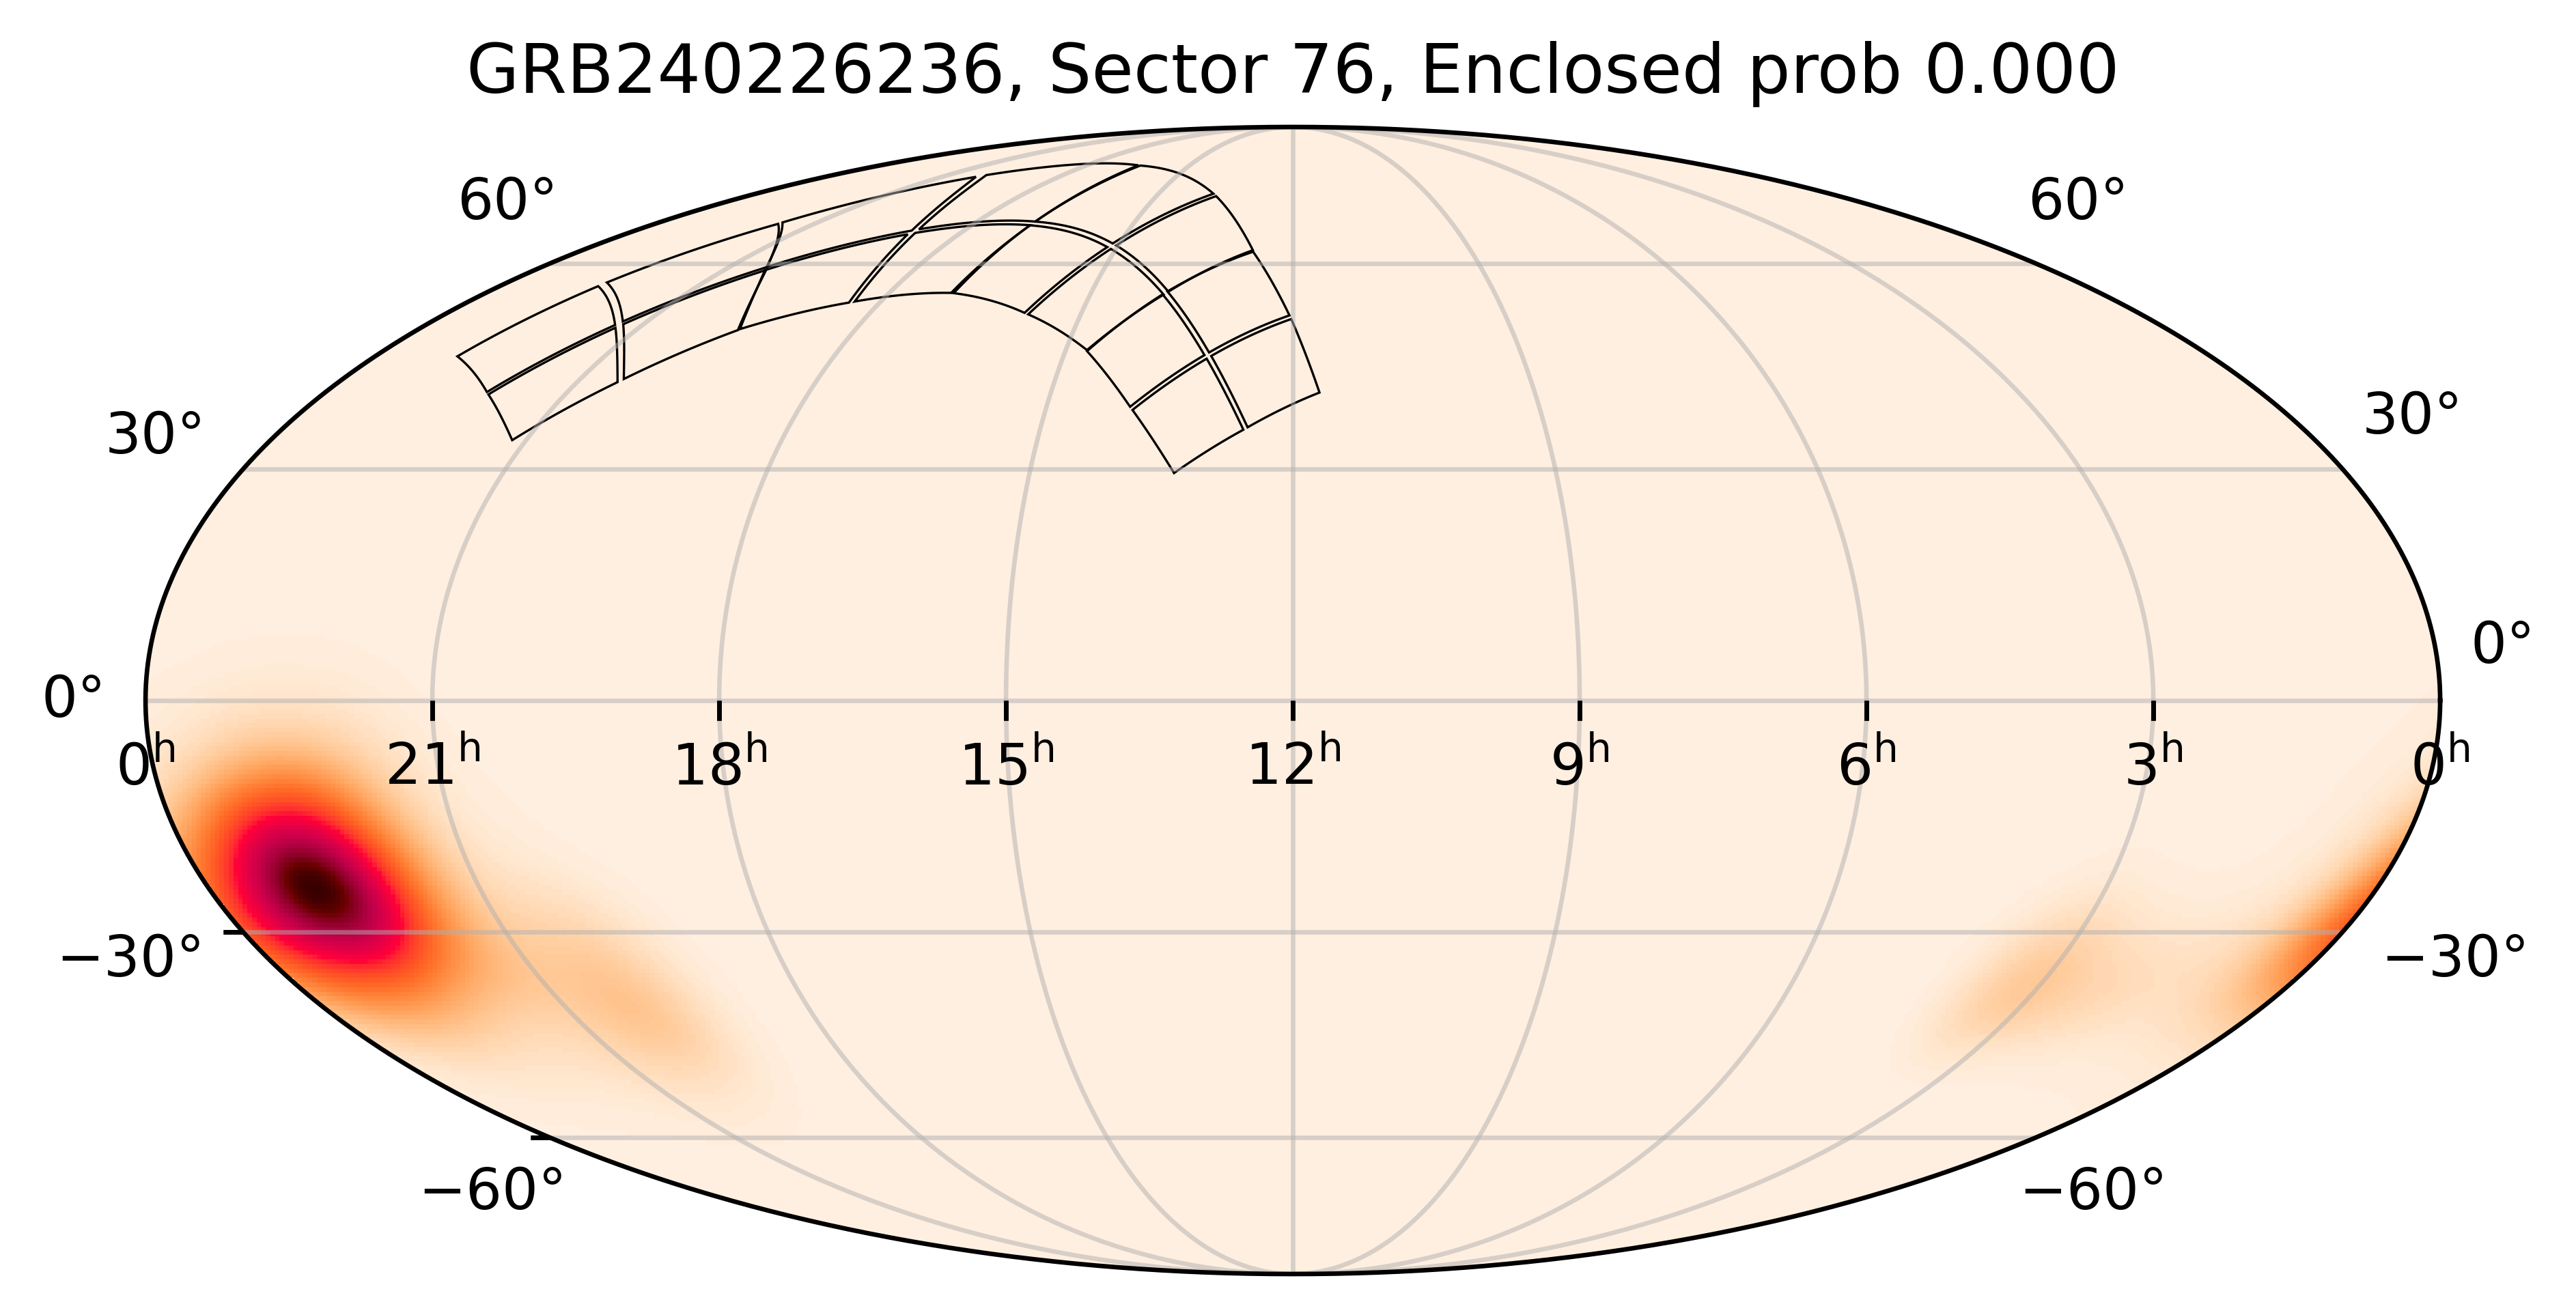 GRB240226236, Sector 76, Enclosed prob 0.000
60° 60°
30° 30°
0° 0°
0ʰ 21ʰ 18ʰ 15ʰ 12ʰ 9ʰ 6ʰ 3ʰ 0ʰ
−30° −30°
−60° −60°